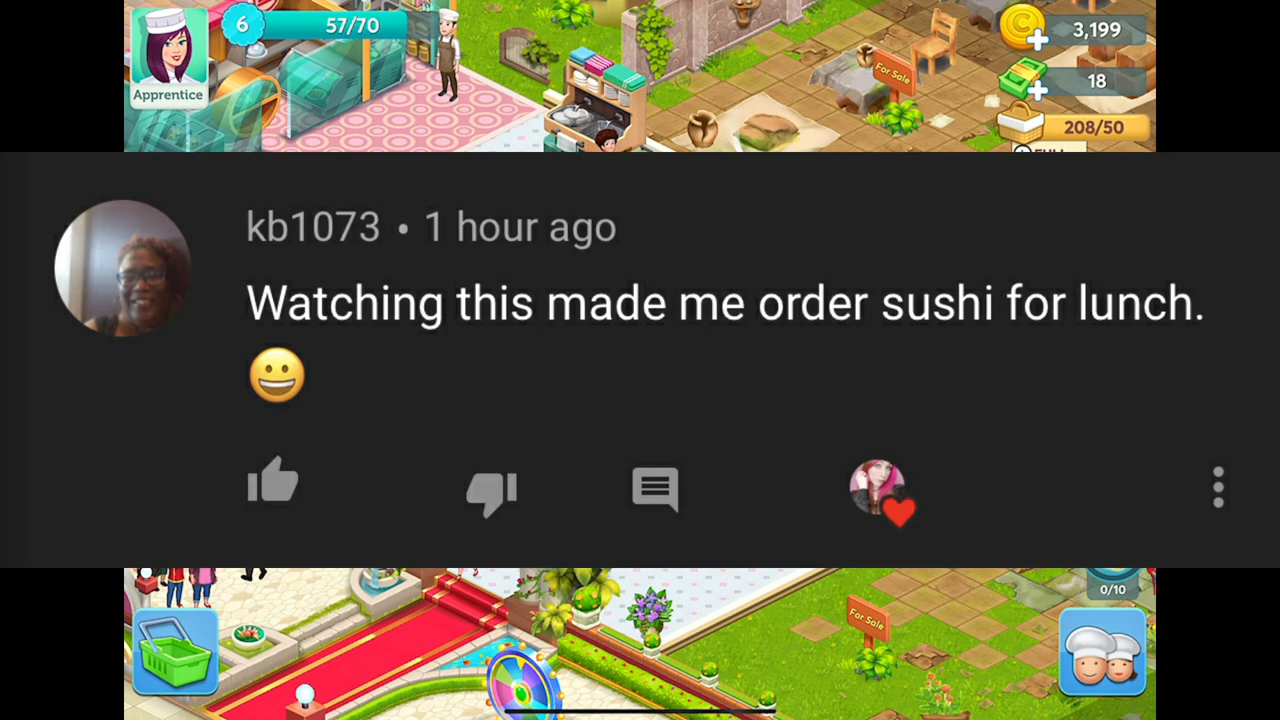 6
57/70
3,199
For Sale
Apprentice
18
208/50
kb1073 • 1 hour ago
Watching this made me order sushi for lunch.
😀
0/10
For Sale